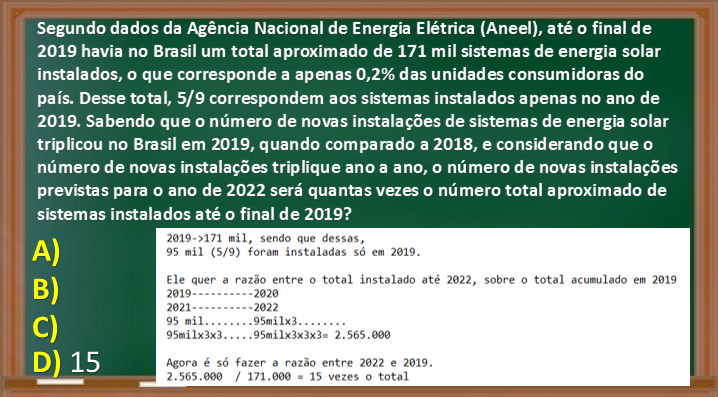 Segundo dados da Agência Nacional de Energia Elétrica (Aneel), até o final de
2019 havia no Brasil um total aproximado de 171 mil sistemas de energia solar
instalados, o que corresponde a apenas 0,2% das unidades consumidoras do
país. Desse total, 5/9 correspondem aos sistemas instalados apenas no ano de
2019. Sabendo que o número de novas instalações de sistemas de energia solar
triplicou no Brasil em 2019, quando comparado a 2018, e considerando que o
número de novas instalações triplique ano a ano, o número de novas instalações
previstas para o ano de 2022 será quantas vezes o número total aproximado de
sistemas instalados até o final de 2019?
A)
B)
C)
D) 15
2019->171 mil, sendo que dessas,
95 mil (5/9) foram instaladas só em 2019.
Ele quer a razão entre o total instalado até 2022, sobre o total acumulado em 2019
2019----------2020
2021----------2022
95 mil........95milx3........
95milx3x3.....95milx3x3x3= 2.565.000
Agora é só fazer a razão entre 2022 e 2019.
2.565.000 / 171.000 = 15 vezes o total